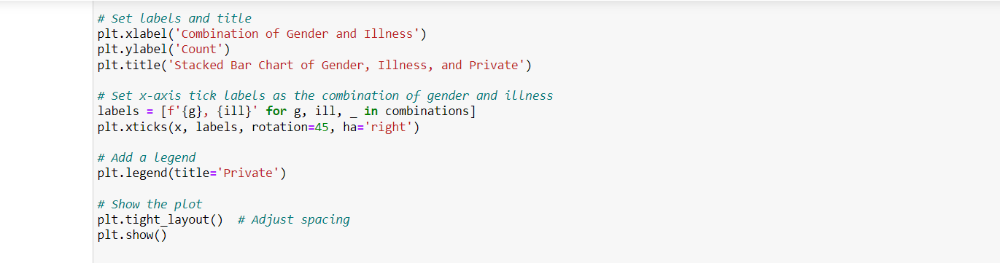 # Set labels and title
plt.xlabel('Combination of Gender and Illness')
plt.ylabel('Count')
plt.title('Stacked Bar Chart of Gender, Illness, and Private')
# Set x-axis tick labels as the combination of gender and illness
labels = [f'{g}, {ill}' for g, ill, _ in combinations]
plt.xticks(x, labels, rotation=45, ha='right')
# Add a legend
plt.legend(title='Private')
# Show the plot
plt.tight_layout()  # Adjust spacing
plt.show()